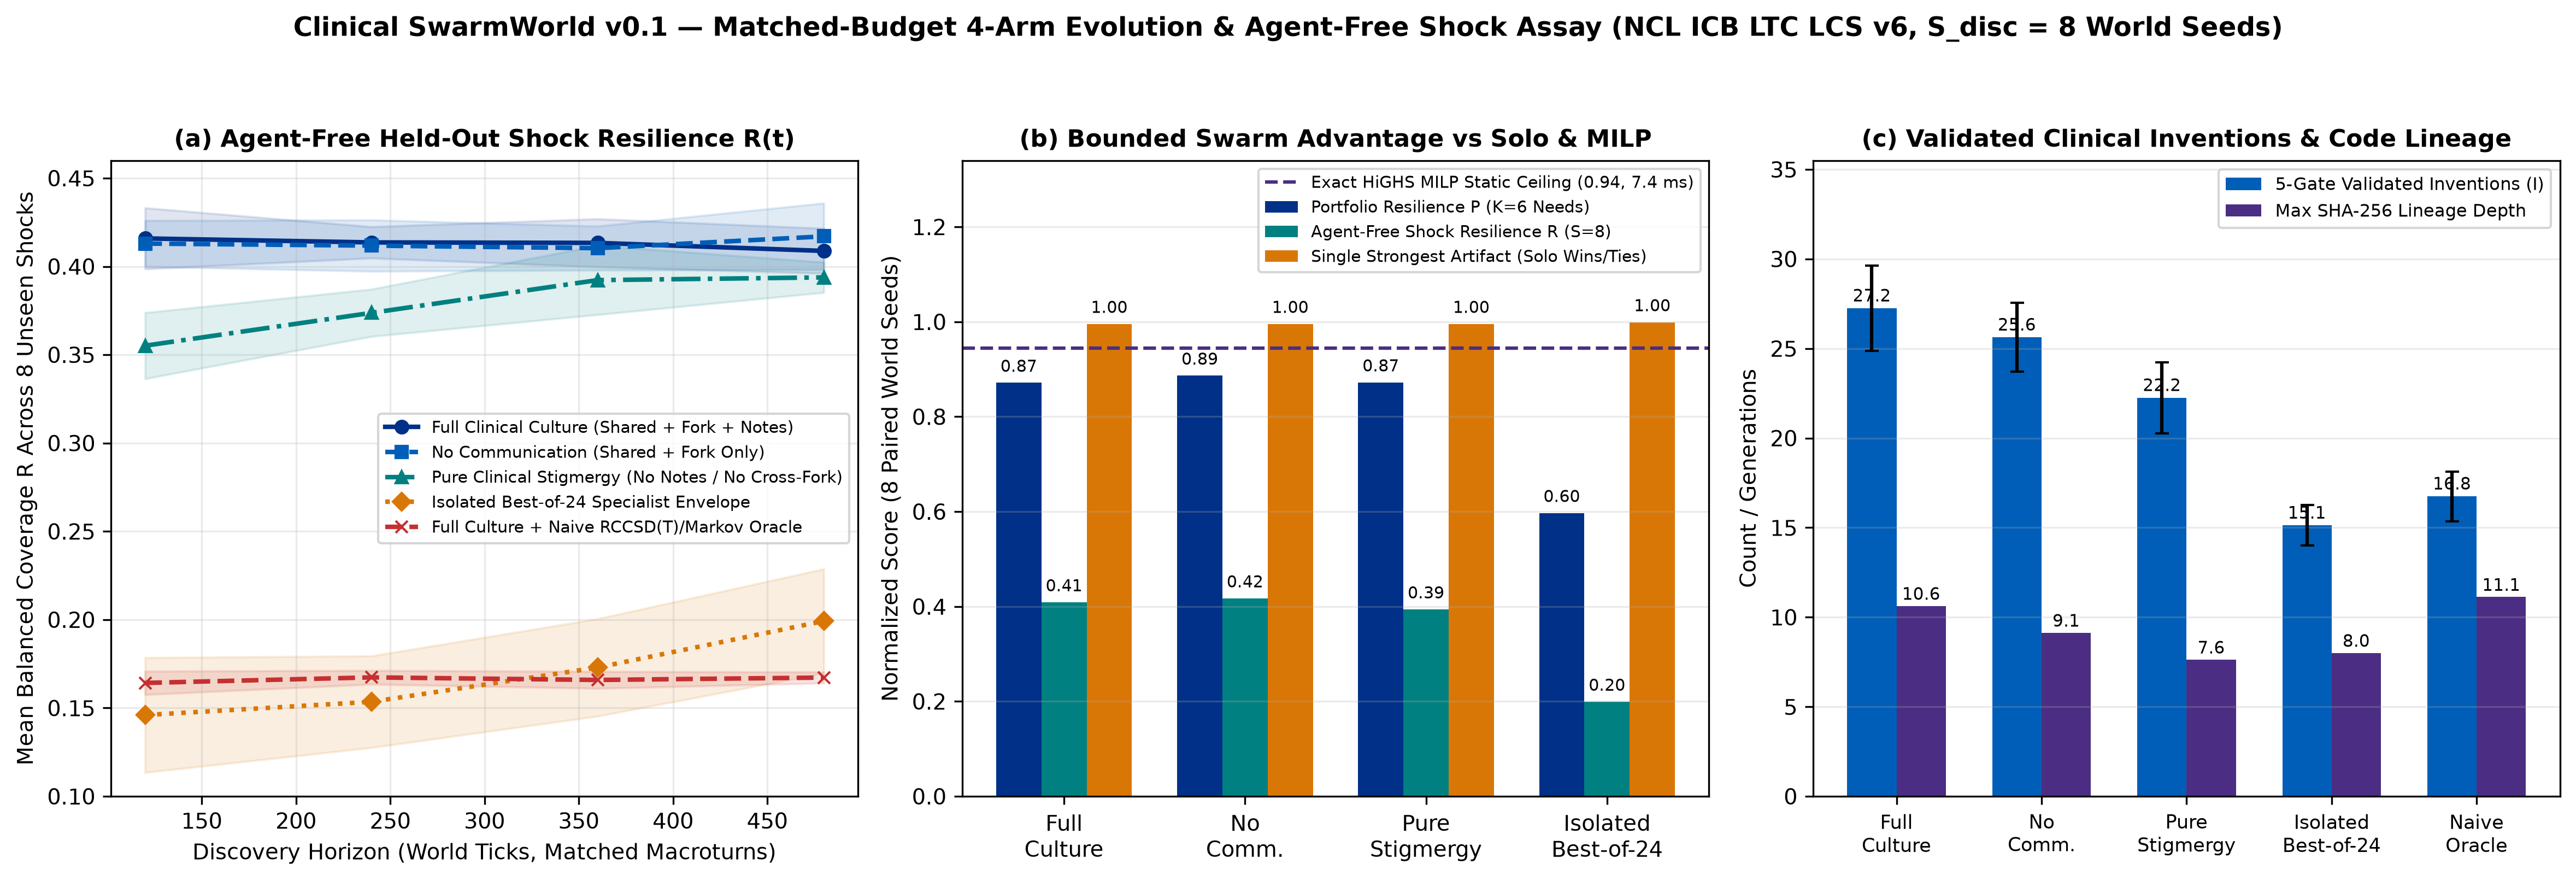 Clinical SwarmWorld v0.1 — Matched-Budget 4-Arm Evolution & Agent-Free Shock Assay (NCL ICB LTC LCS v6, S_disc = 8 World Seeds)
(a) Agent-Free Held-Out Shock Resilience R(t)
Mean Balanced Coverage R Across 8 Unseen Shocks
0.45
0.40
0.35
0.30
0.25
0.20
0.15
0.10
Full Clinical Culture (Shared + Fork + Notes)
No Communication (Shared + Fork Only)
Pure Clinical Stigmergy (No Notes / No Cross-Fork)
Isolated Best-of-24 Specialist Envelope
Full Culture + Naive RCCSD(T)/Markov Oracle
150 200 250 300 350 400 450
Discovery Horizon (World Ticks, Matched Macroturns)
(b) Bounded Swarm Advantage vs Solo & MILP
Normalized Score (8 Paired World Seeds)
1.2
1.0
0.8
0.6
0.4
0.2
0.0
Exact HiGHS MILP Static Ceiling (0.94, 7.4 ms)
Portfolio Resilience P (K=6 Needs)
Agent-Free Shock Resilience R (S=8)
Single Strongest Artifact (Solo Wins/Ties)
0.87 0.41 1.00
0.89 0.42 1.00
0.87 0.39 1.00
0.60 0.20 1.00
Full
Culture
No
Comm.
Pure
Stigmergy
Isolated
Best-of-24
(c) Validated Clinical Inventions & Code Lineage
Count / Generations
35
30
25
20
15
10
5
0
5-Gate Validated Inventions (I)
Max SHA-256 Lineage Depth
27.2 10.6
25.6 9.1
22.2 7.6
15.1 8.0
16.8 11.1
Full
Culture
No
Comm.
Pure
Stigmergy
Isolated
Best-of-24
Naive
Oracle